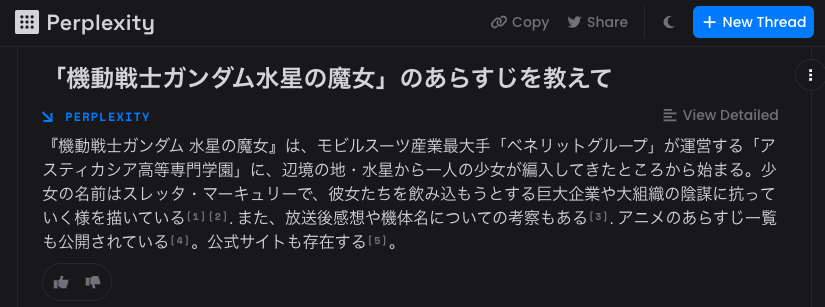 Perplexity
Copy
Share
New Thread
「機動戦士ガンダム水星の魔女」のあらすじを教えて
PERPLEXITY
View Detailed
『機動戦士ガンダム 水星の魔女』は、モビルスーツ産業最大手「ベネリットグループ」が運営する「ア
スティカシア高等専門学園」に、辺境の地・水星から一人の少女が編入してきたところから始まる。少
女の名前はスレッタ・マーキュリーで、彼女たちを飲み込もうとする巨大企業や大組織の陰謀に抗って
いく様を描いている[1][2]. また、放送後感想や機体名についての考察もある[3]. アニメのあらすじ一覧
も公開されている[4]。公式サイトも存在する[5]。